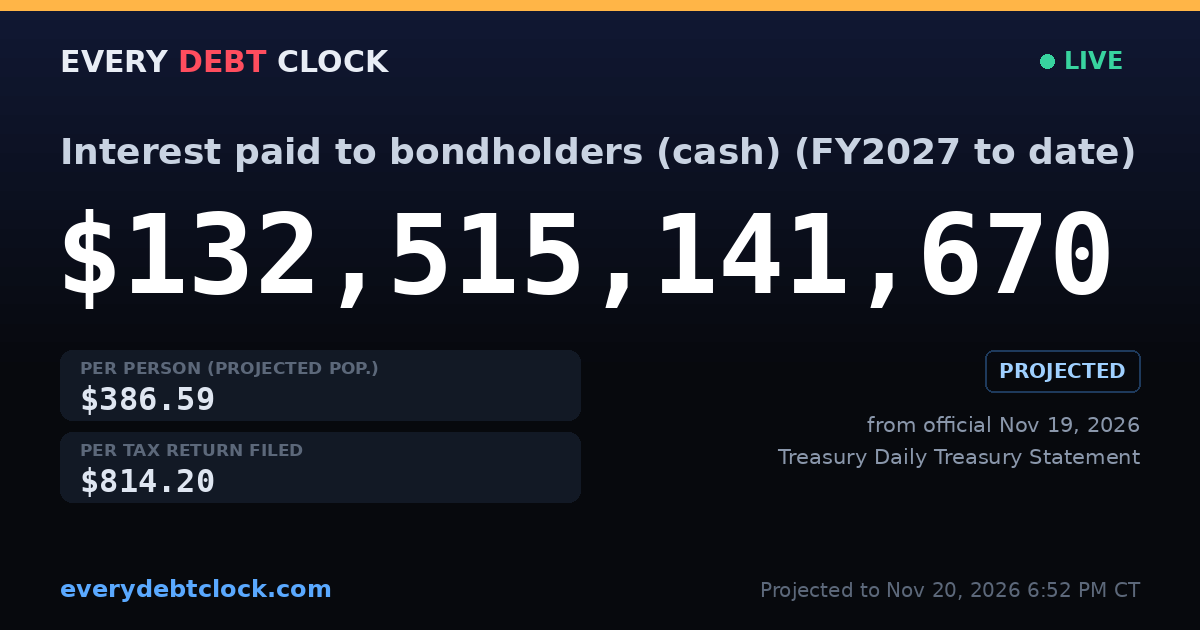 EVERY DEBT CLOCK
LIVE
Interest paid to bondholders (cash) (FY2027 to date)
$132,515,141,670
PER PERSON (PROJECTED POP.)
$386.59
PER TAX RETURN FILED
$814.20
PROJECTED
from official Nov 19, 2026
Treasury Daily Treasury Statement
everydebtclock.com
Projected to Nov 20, 2026 6:52 PM CT